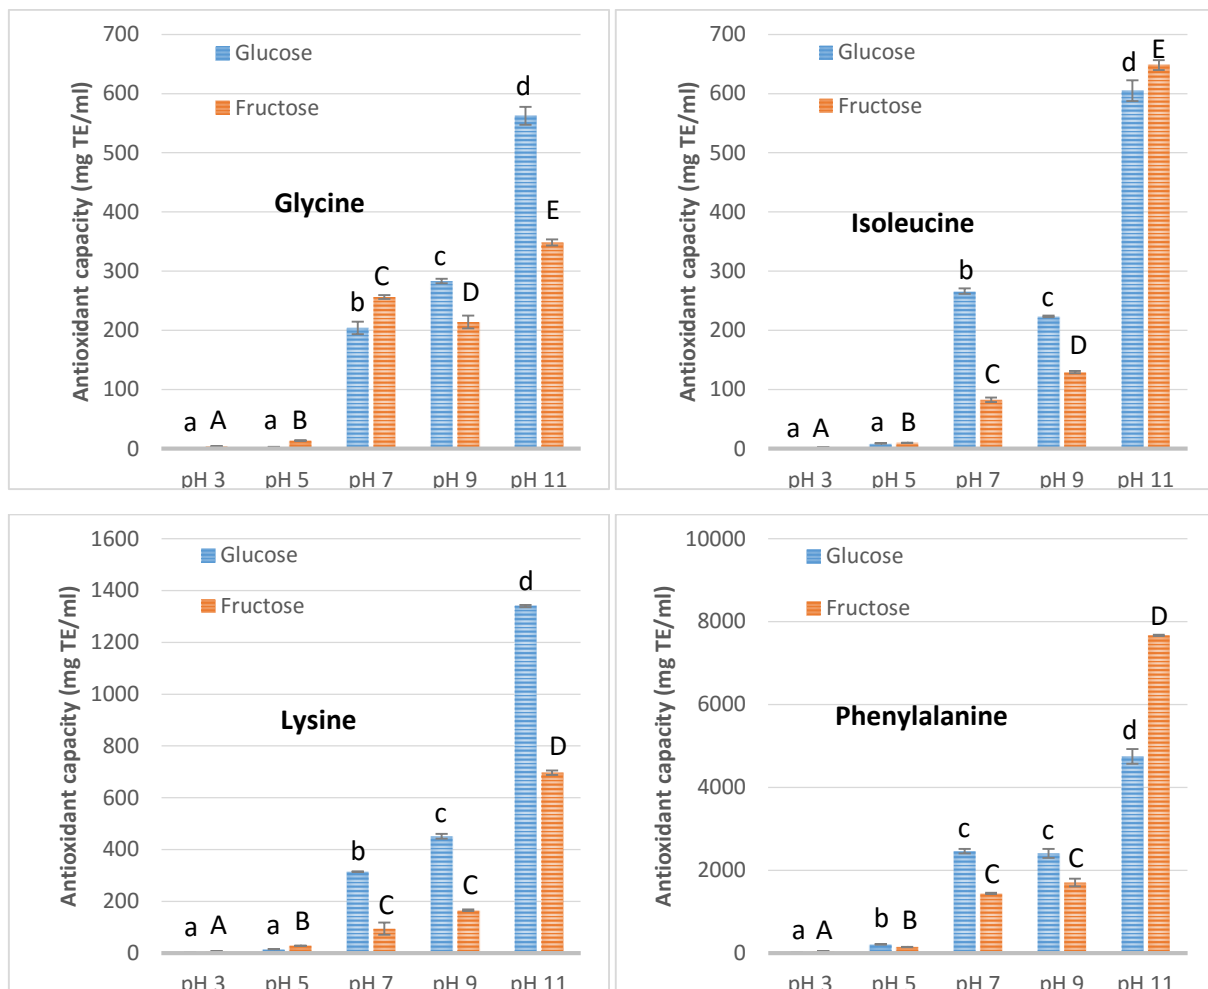 Antioxidant capacity (mg TE/ml)
700
600
500
400
300
200
100
0
Glucose
Fructose
Glycine
a A
a B
b C
c D
d E
pH 3 pH 5 pH 7 pH 9 pH 11
Antioxidant capacity (mg TE/ml)
700
600
500
400
300
200
100
0
Glucose
Fructose
Isoleucine
a A
a B
b C
c D
d E
pH 3 pH 5 pH 7 pH 9 pH 11
Antioxidant capacity (mg TE/ml)
1600
1400
1200
1000
800
600
400
200
0
Glucose
Fructose
Lysine
a A
a B
b C
c C
d D
pH 3 pH 5 pH 7 pH 9 pH 11
Antioxidant capacity (mg TE/ml)
10000
8000
6000
4000
2000
0
Glucose
Fructose
Phenylalanine
a A
b B
c C
c C
d D
pH 3 pH 5 pH 7 pH 9 pH 11